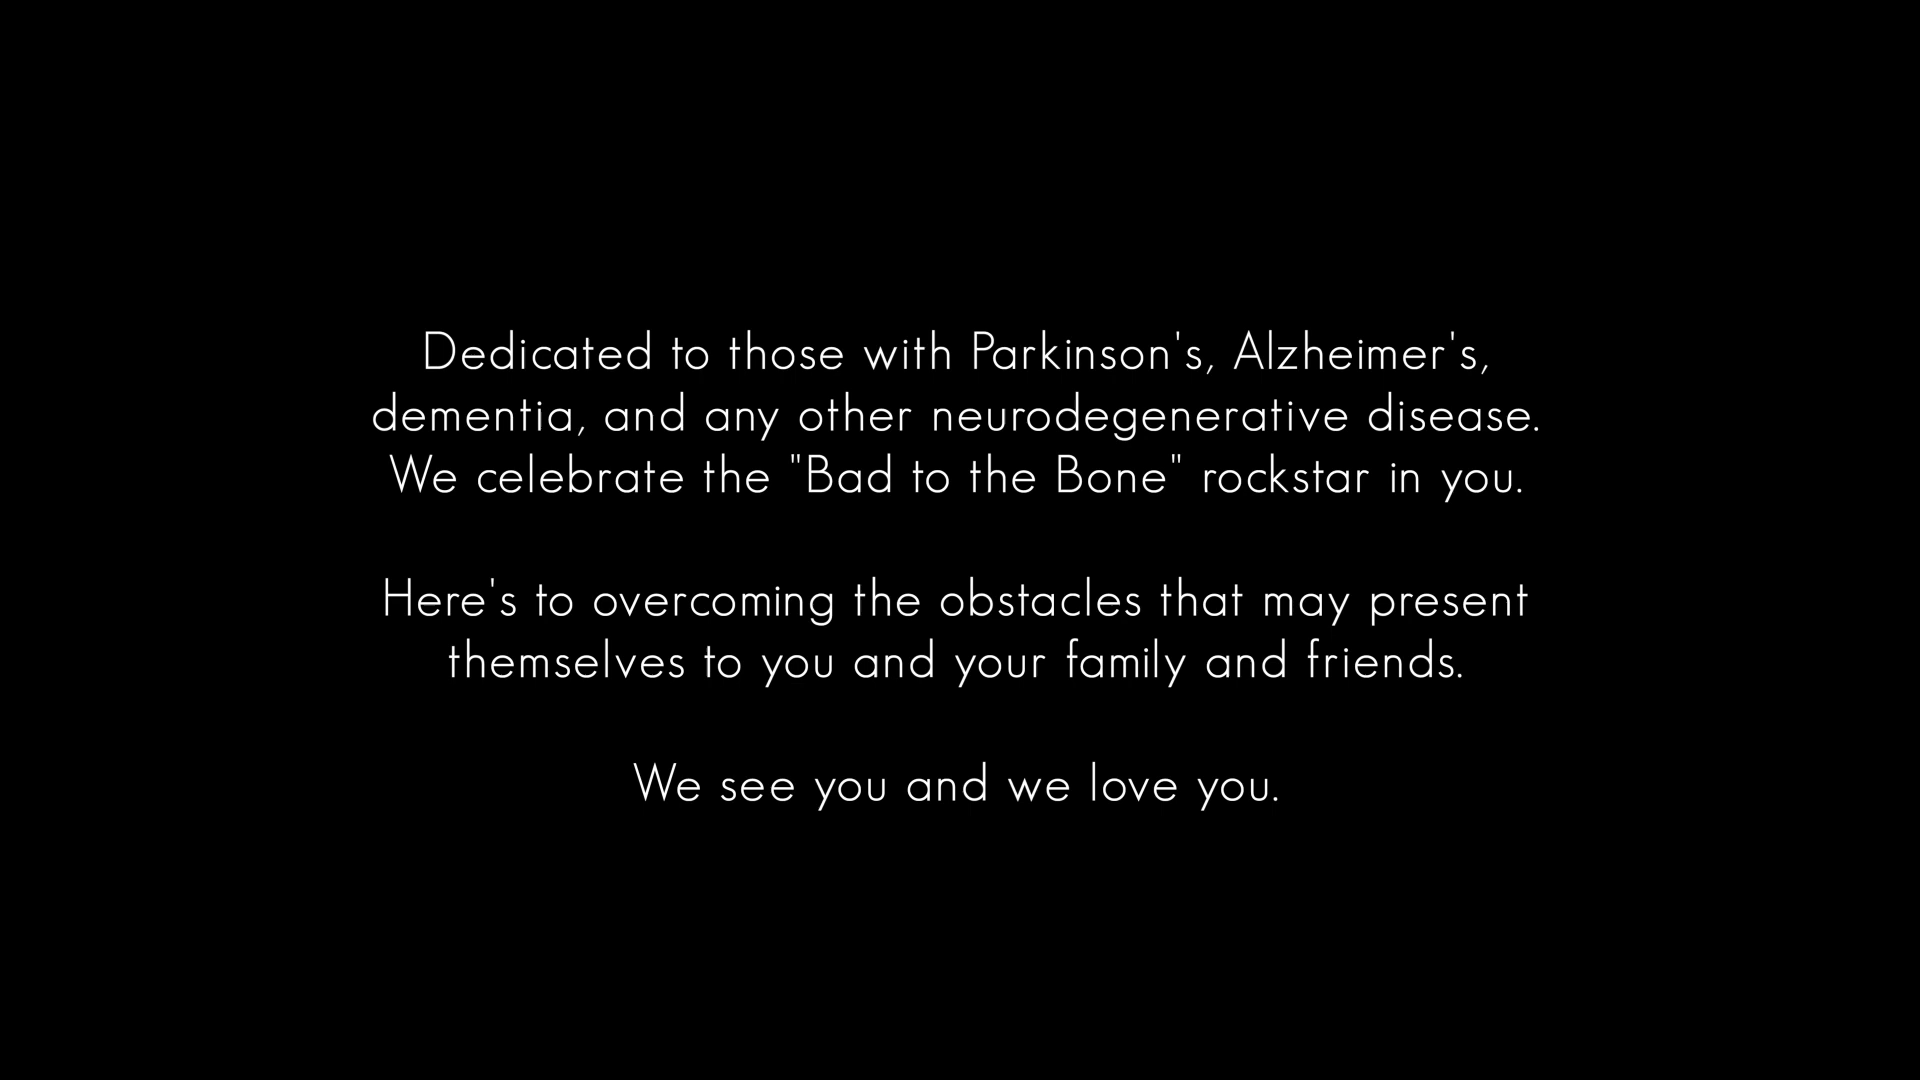 Dedicated to those with Parkinson's, Alzheimer's,
dementia, and any other neurodegenerative disease.
We celebrate the "Bad to the Bone" rockstar in you.
Here's to overcoming the obstacles that may present
themselves to you and your family and friends.
We see you and we love you.